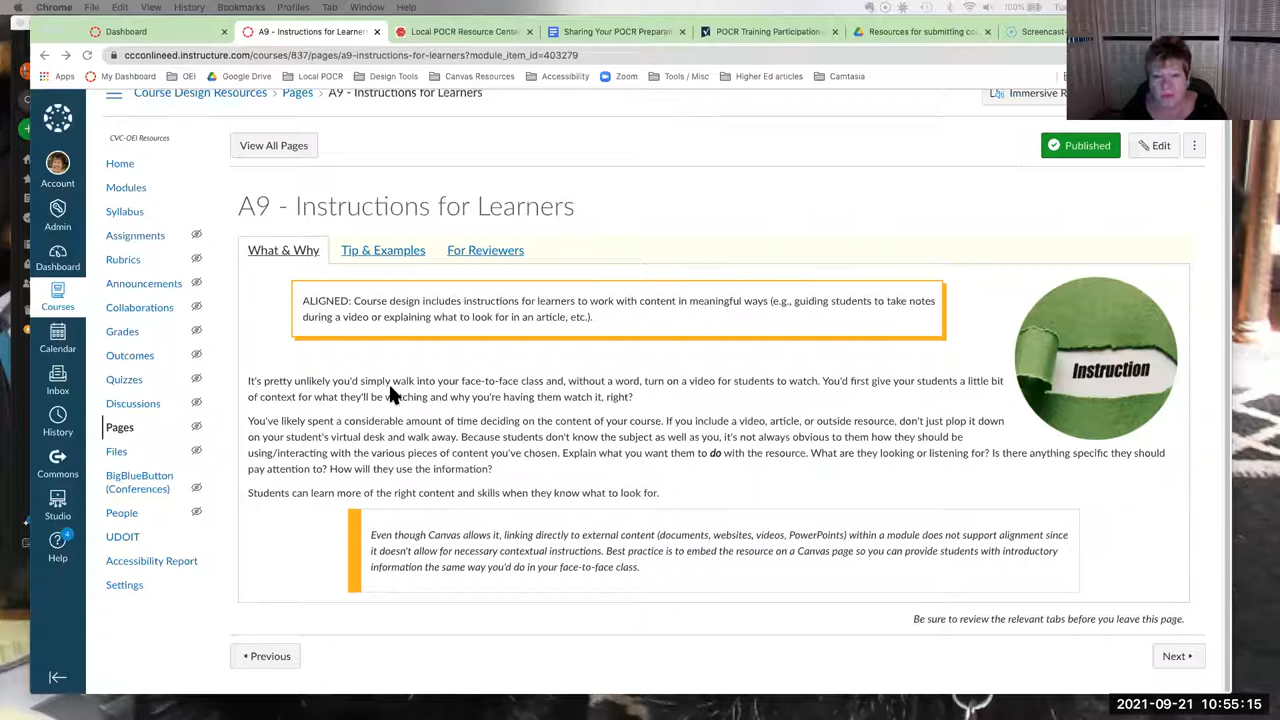 Chrome File Edit View History Bookmarks Profiles Tab Window Help 100%
Dashboard A9 - Instructions for Learners Local POCR Resource Cente Sharing Your POCR Preparati POCR Training Participation Resources for submitting co Screencast
cccconlineed.instructure.com/courses/837/pages/a9-instructions-for-learners?module_item_id=403279
Apps My Dashboard OEI Google Drive Local POCR Design Tools Canvas Resources Accessibility Zoom Tools / Misc Higher Ed articles Camtasia
Course Design Resources > Pages > A9 - Instructions for Learners
Immersive R
CVC-OEI Resources
Home
Modules
Syllabus
Assignments
Rubrics
Announcements
Collaborations
Grades
Outcomes
Quizzes
Discussions
Pages
Files
BigBlueButton
(Conferences)
People
UDOIT
Accessibility Report
Settings
Account
Admin
Dashboard
Courses
Calendar
Inbox
History
Commons
Studio
4
Help
View All Pages
Published Edit
A9 - Instructions for Learners
What & Why Tip & Examples For Reviewers
ALIGNED: Course design includes instructions for learners to work with content in meaningful ways (e.g., guiding students to take notes
during a video or explaining what to look for in an article, etc.).
Instruction
It's pretty unlikely you'd simply walk into your face-to-face class and, without a word, turn on a video for students to watch. You'd first give your students a little bit
of context for what they'll be watching and why you're having them watch it, right?
You've likely spent a considerable amount of time deciding on the content of your course. If you include a video, article, or outside resource, don't just plop it down
on your student's virtual desk and walk away. Because students don't know the subject as well as you, it's not always obvious to them how they should be
using/interacting with the various pieces of content you've chosen. Explain what you want them to do with the resource. What are they looking or listening for? Is there anything specific they should
pay attention to? How will they use the information?
Students can learn more of the right content and skills when they know what to look for.
Even though Canvas allows it, linking directly to external content (documents, websites, videos, PowerPoints) within a module does not support alignment since
it doesn't allow for necessary contextual instructions. Best practice is to embed the resource on a Canvas page so you can provide students with introductory
information the same way you'd do in your face-to-face class.
Be sure to review the relevant tabs before you leave this page.
Previous
Next
2021-09-21 10:55:15